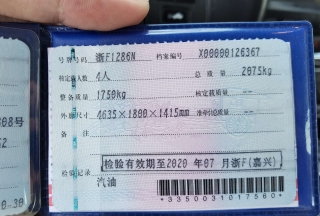 号牌号码 浙F1286N 档案编号 X00000126367
核定载人数 4人 总质量 2075kg
整备质量 1750kg 核定载质量 --
外廓尺寸 4635×1800×1415mm 准牵引总质量 --
备注
检验有效期至2020年07月浙F(嘉兴)
检验记录
汽油
*3350031017560*